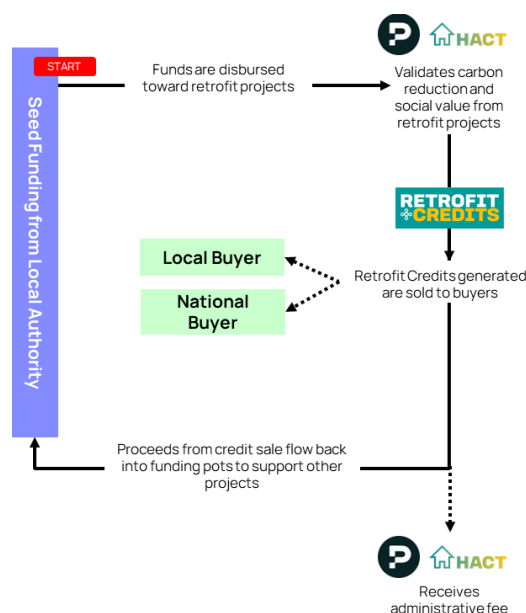 START
Seed Funding from Local Authority
Funds are disbursed
toward retrofit projects
P HACT
Validates carbon
reduction and
social value from
retrofit projects
RETROFIT
CREDITS
Retrofit Credits generated
are sold to buyers
Local Buyer
National
Buyer
Proceeds from credit sale flow back
into funding pots to support other
projects
P HACT
Receives
administrative fee